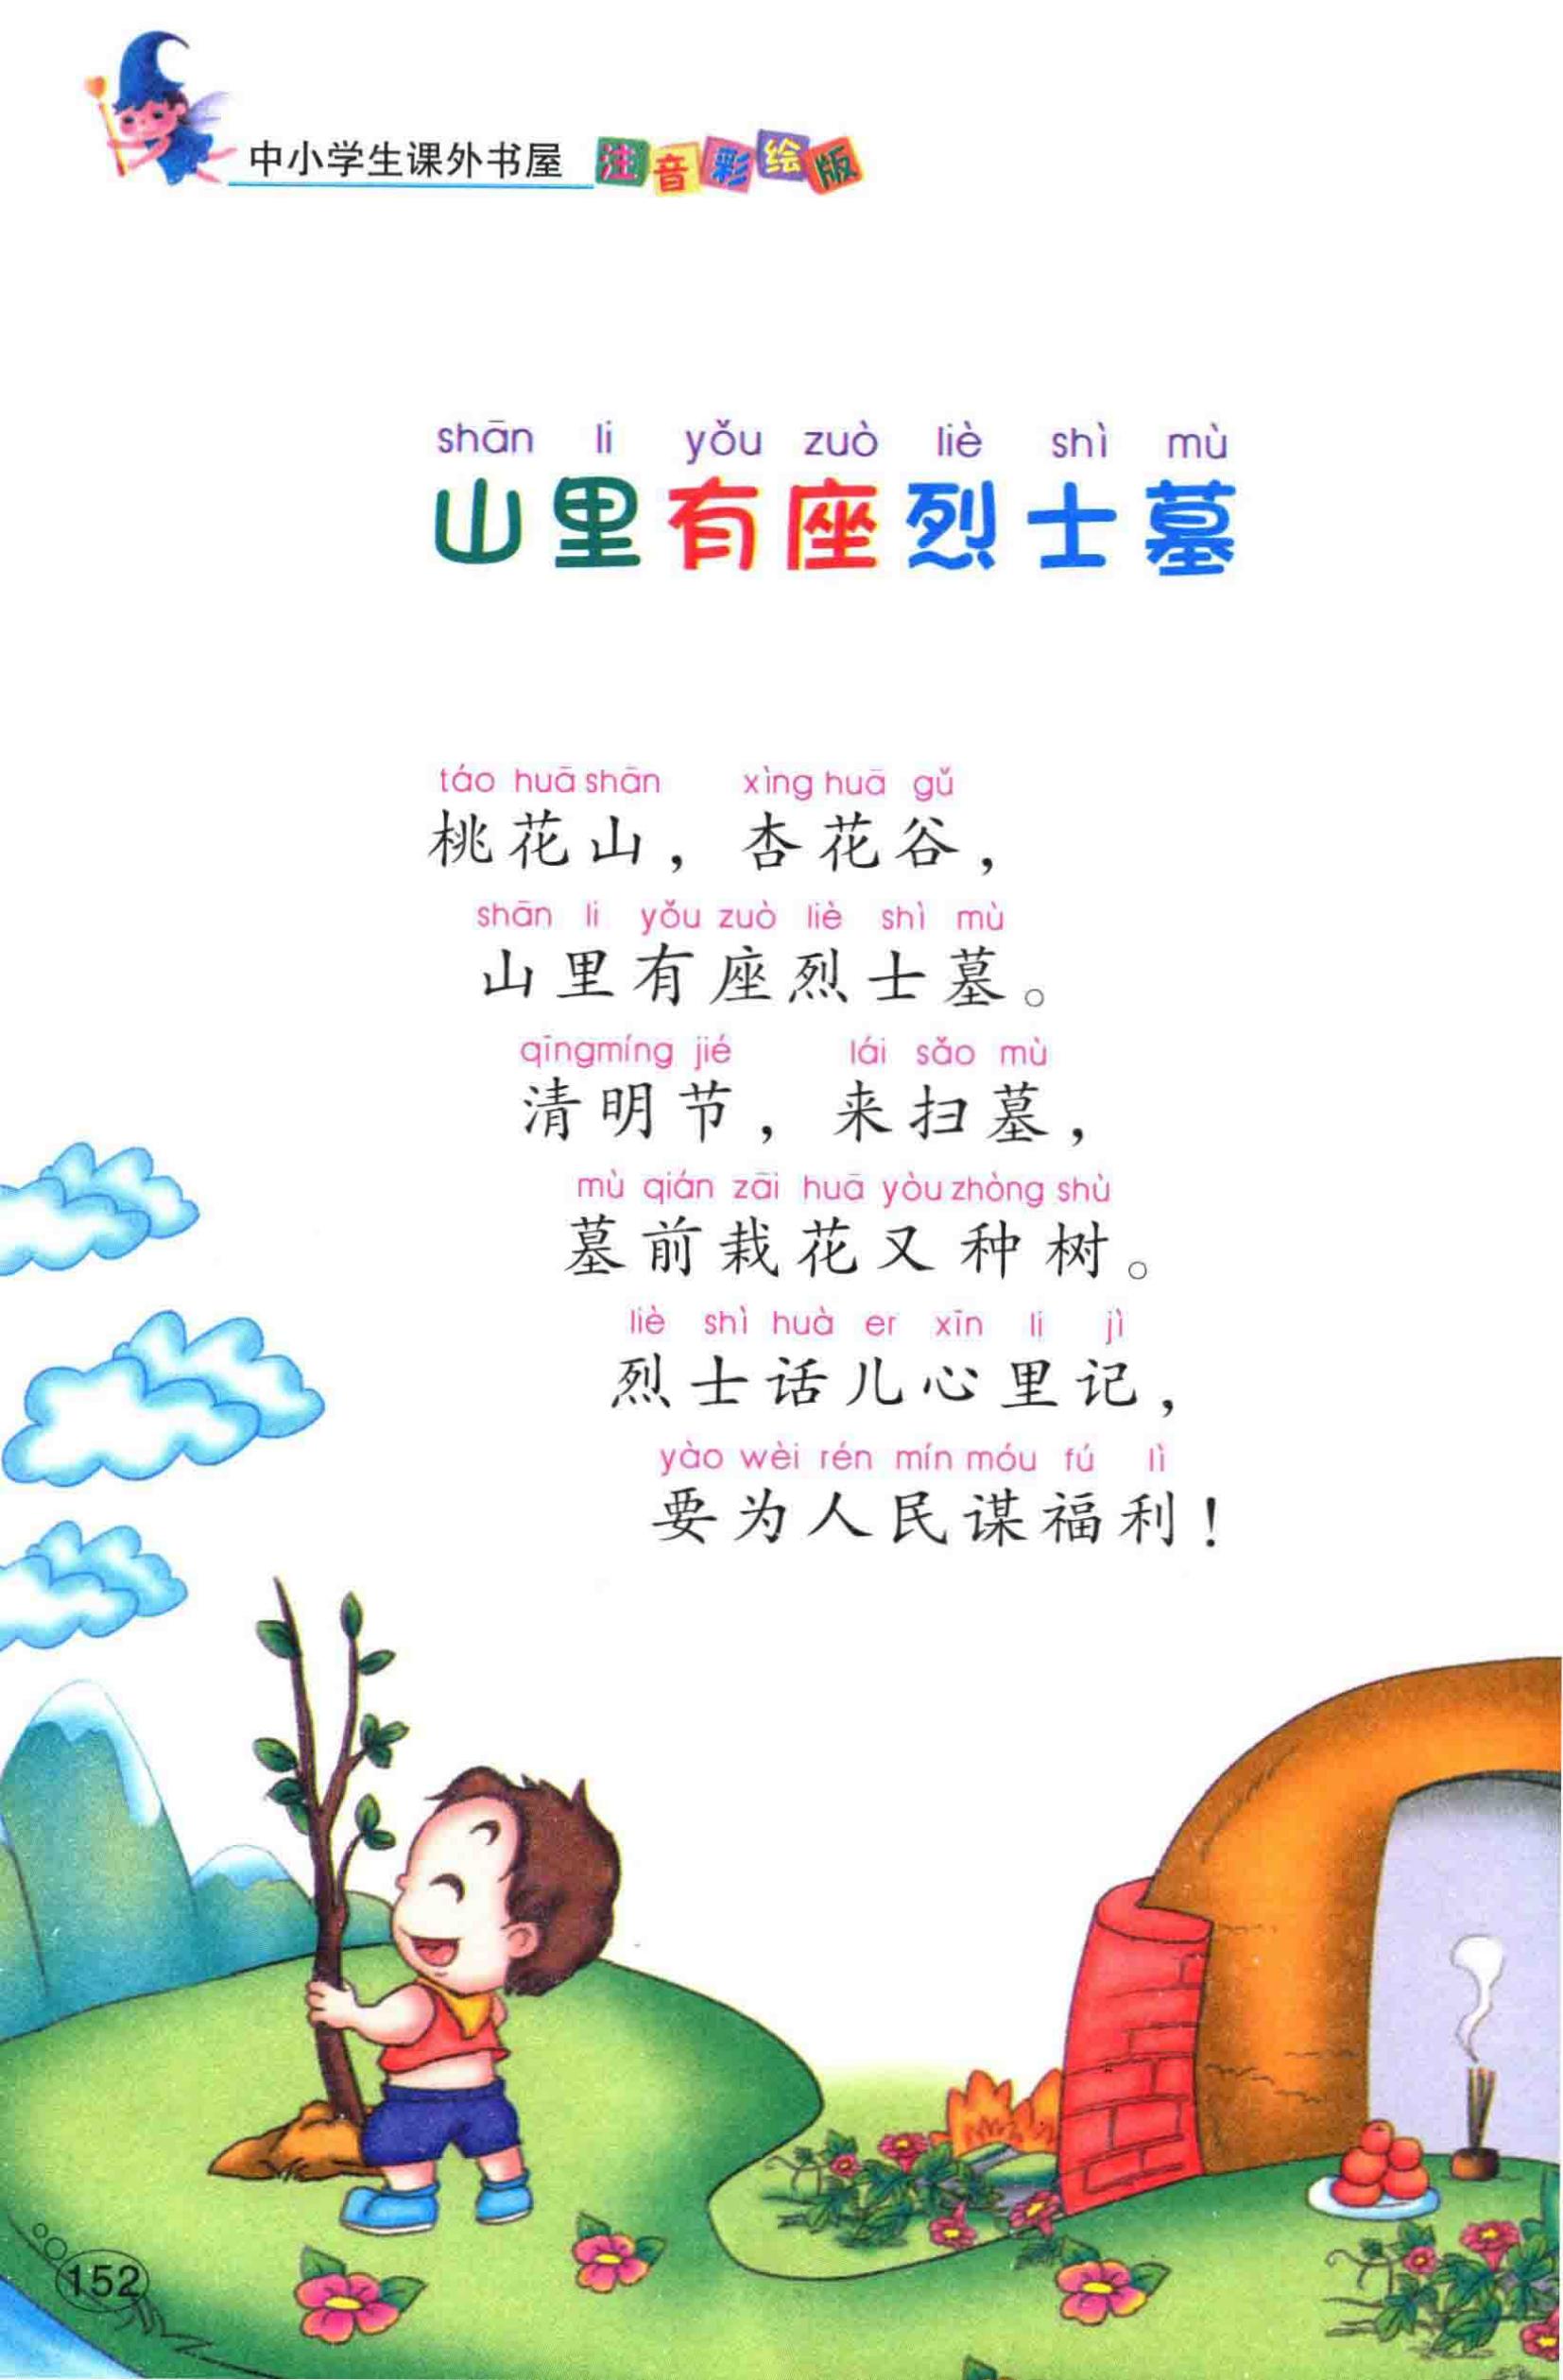 中小学生课外书屋 注音彩绘版
shān li yǒu zuò liè shì mù
山里有座烈士墓
táo huā shān xìng huā gǔ
桃花山，杏花谷，
shān li yǒu zuò liè shì mù
山里有座烈士墓。
qīngmíng jié lái sǎo mù
清明节，来扫墓，
mù qián zāi huā yòu zhòng shù
墓前栽花又种树。
liè shì huà er xīn li jì
烈士话儿心里记，
yào wèi rén mín móu fú lì
要为人民谋福利！
152